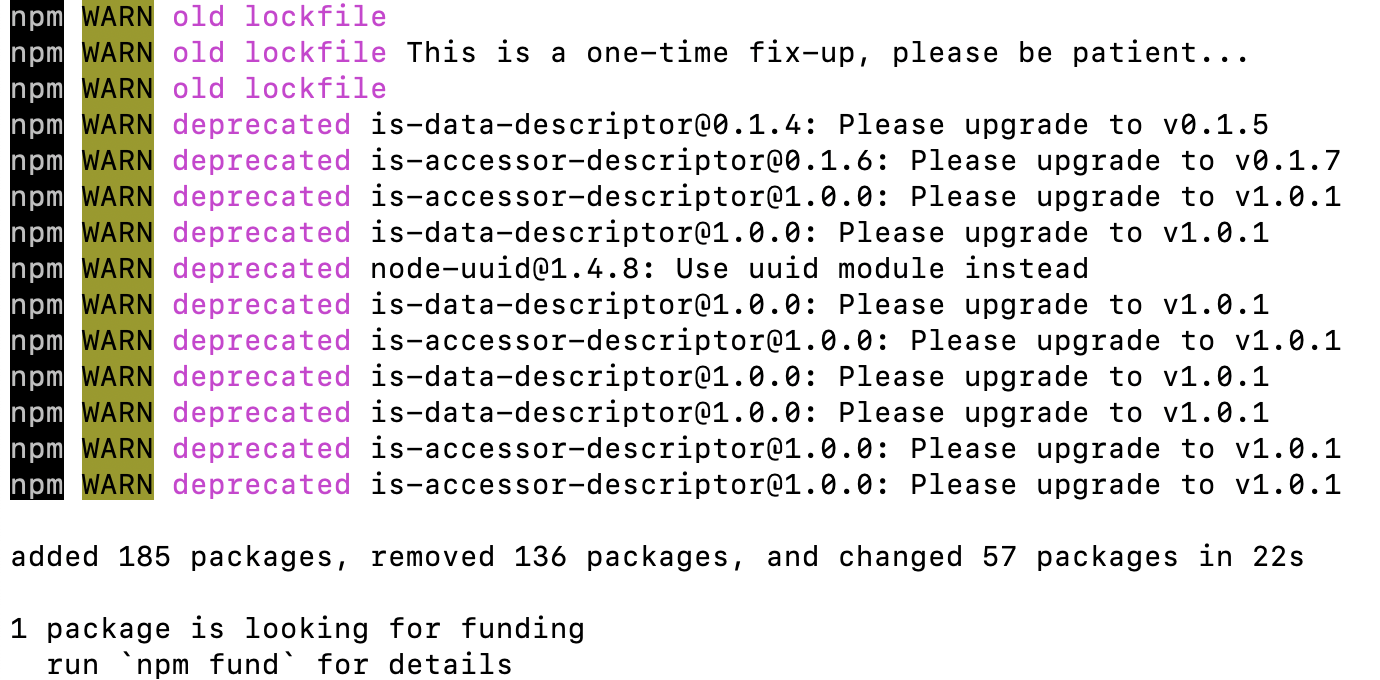 npm WARN old lockfile
npm WARN old lockfile This is a one-time fix-up, please be patient...
npm WARN old lockfile
npm WARN deprecated is-data-descriptor@0.1.4: Please upgrade to v0.1.5
npm WARN deprecated is-accessor-descriptor@0.1.6: Please upgrade to v0.1.7
npm WARN deprecated is-accessor-descriptor@1.0.0: Please upgrade to v1.0.1
npm WARN deprecated is-data-descriptor@1.0.0: Please upgrade to v1.0.1
npm WARN deprecated node-uuid@1.4.8: Use uuid module instead
npm WARN deprecated is-data-descriptor@1.0.0: Please upgrade to v1.0.1
npm WARN deprecated is-accessor-descriptor@1.0.0: Please upgrade to v1.0.1
npm WARN deprecated is-data-descriptor@1.0.0: Please upgrade to v1.0.1
npm WARN deprecated is-data-descriptor@1.0.0: Please upgrade to v1.0.1
npm WARN deprecated is-accessor-descriptor@1.0.0: Please upgrade to v1.0.1
npm WARN deprecated is-accessor-descriptor@1.0.0: Please upgrade to v1.0.1
added 185 packages, removed 136 packages, and changed 57 packages in 22s
1 package is looking for funding
run `npm fund` for details